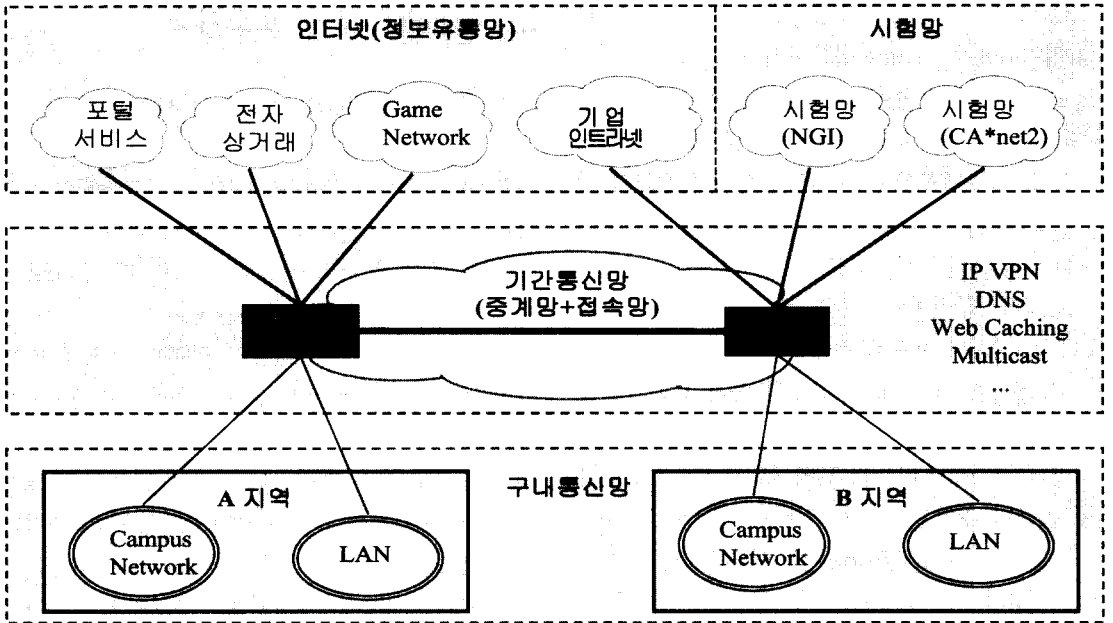 인터넷(정보유통망)
시험망
포털
서비스
전자
상거래
Game
Network
기업
인트라넷
시험망
(NGI)
시험망
(CA*net2)
기간통신망
(중계망+접속망)
IP VPN
DNS
Web Caching
Multicast
...
구내통신망
A 지역
Campus
Network
LAN
B 지역
Campus
Network
LAN